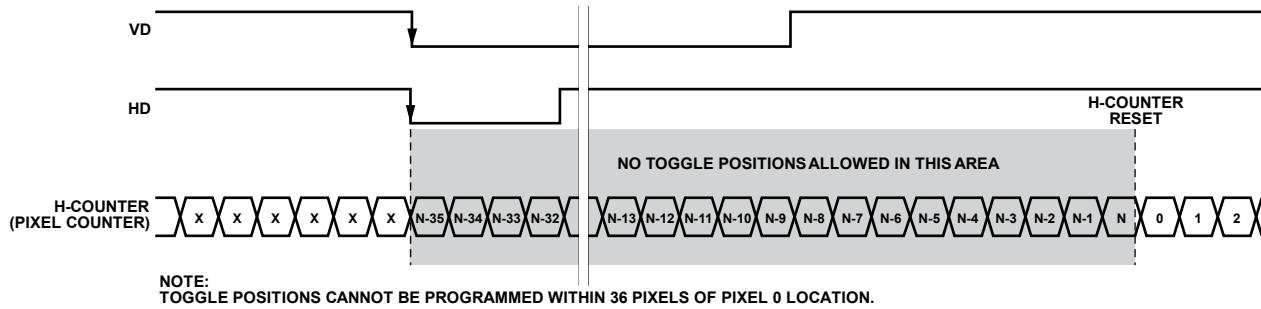 VD
HD
H-COUNTER
RESET
NO TOGGLE POSITIONS ALLOWED IN THIS AREA
H-COUNTER
(PIXEL COUNTER)
X X X X X X N-35 N-34 N-33 N-32 N-13 N-12 N-11 N-10 N-9 N-8 N-7 N-6 N-5 N-4 N-3 N-2 N-1 N 0 1 2
NOTE:
TOGGLE POSITIONS CANNOT BE PROGRAMMED WITHIN 36 PIXELS OF PIXEL 0 LOCATION.